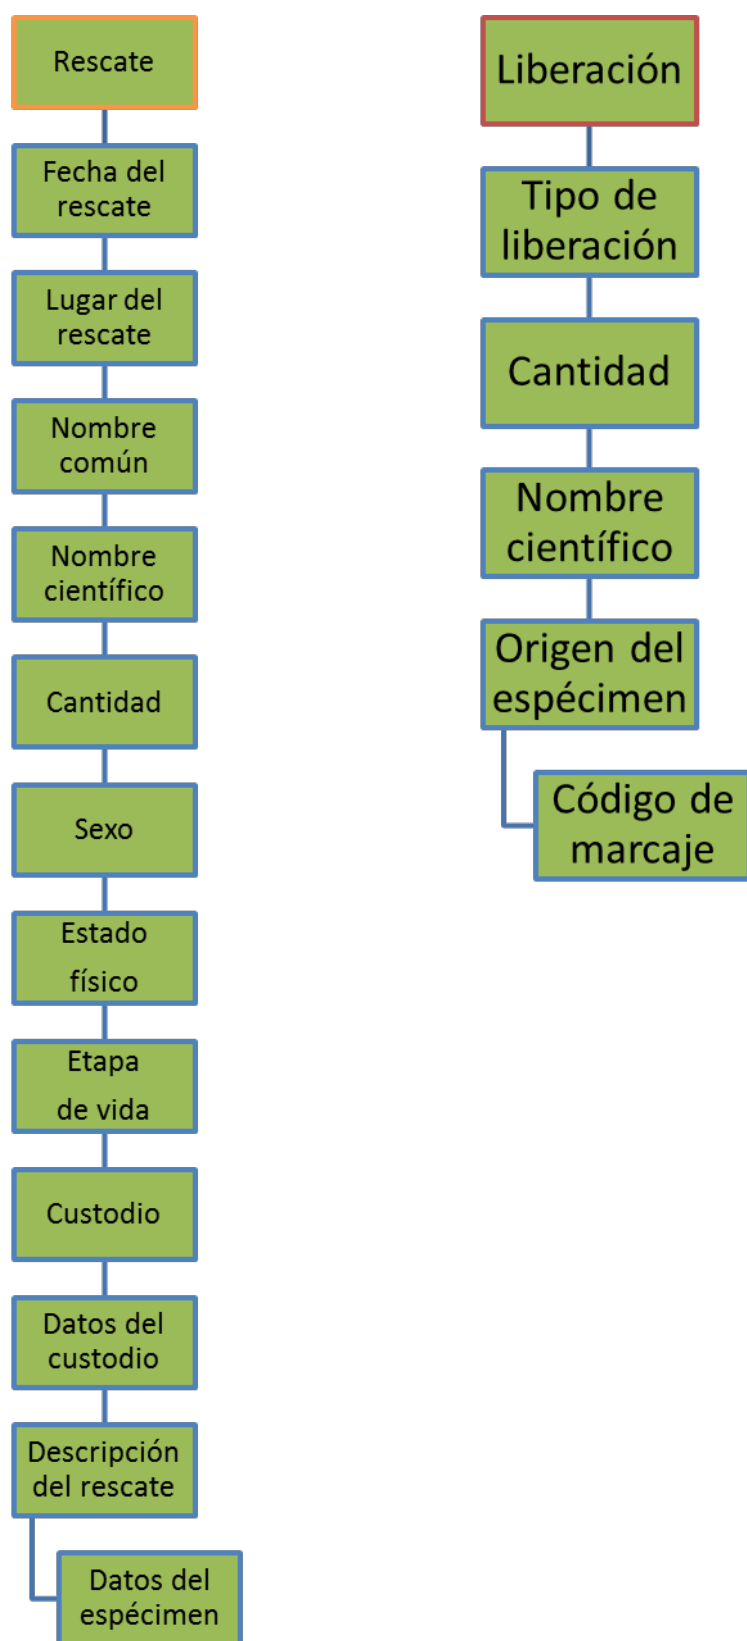 Rescate
Fecha del
rescate
Lugar del
rescate
Nombre
común
Nombre
científico
Cantidad
Sexo
Estado
físico
Etapa
de vida
Custodio
Datos del
custodio
Descripción
del rescate
Datos del
espécimen
Liberación
Tipo de
liberación
Cantidad
Nombre
científico
Origen del
espécimen
Código de
marcaje